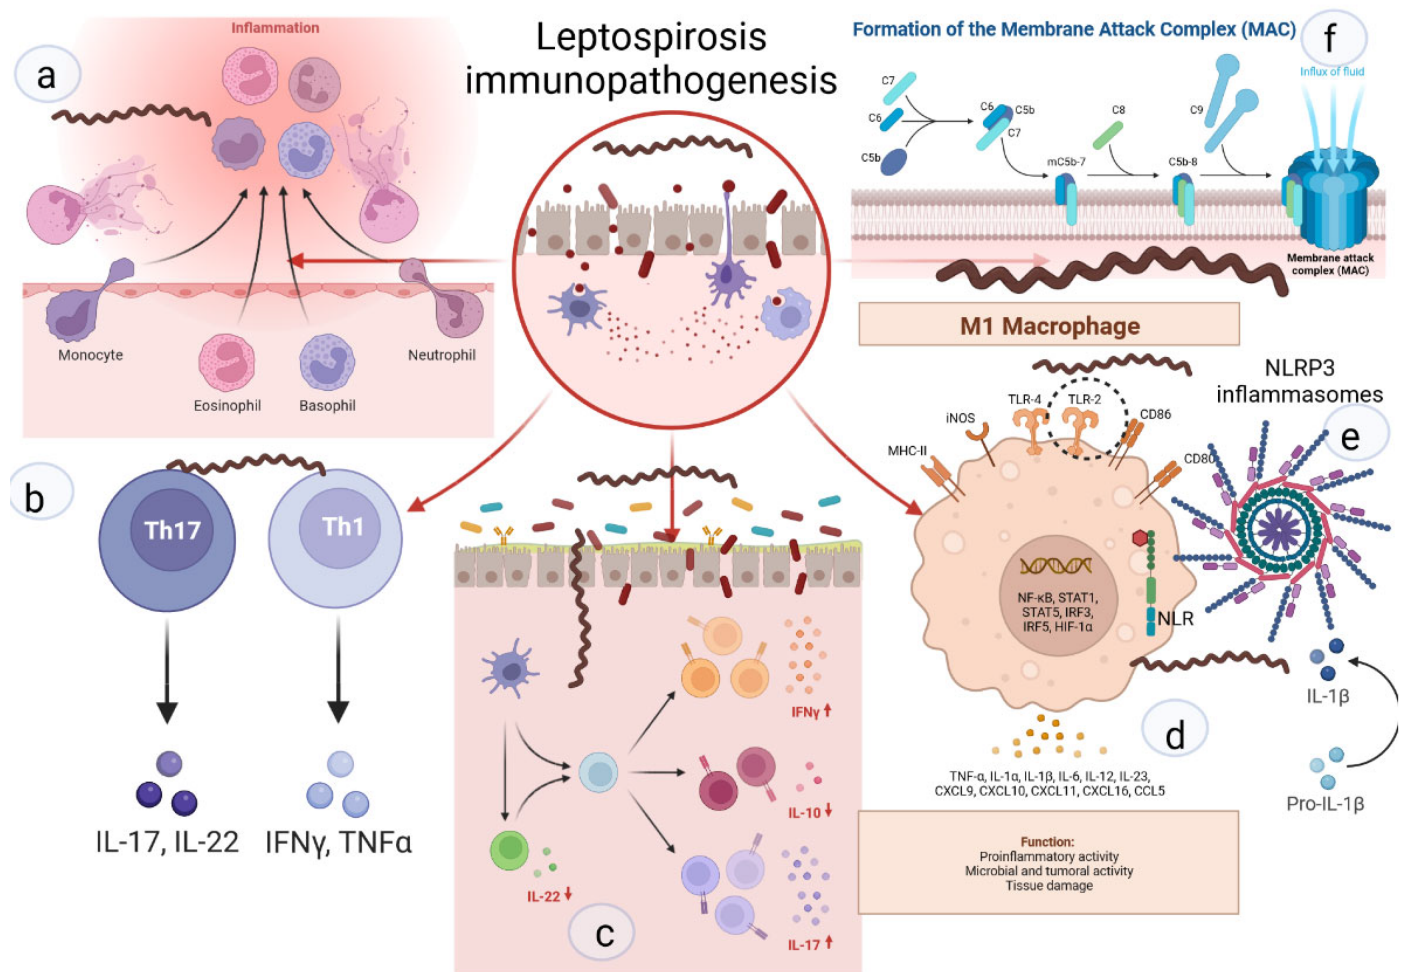 Leptospirosis
immunopathogenesis
a
Inflammation
Monocyte
Eosinophil
Basophil
Neutrophil
Formation of the Membrane Attack Complex (MAC)
f
Influx of fluid
C7
C6
C5b
C6
C5b
C7
mC5b-7
C8
C5b-8
C9
Membrane attack
complex (MAC)
b
Th17
Th1
IL-17, IL-22
IFNγ, TNFα
c
IFNγ
IL-10
IL-22
IL-17
M1 Macrophage
MHC-II
iNOS
TLR-4
TLR-2
CD86
CD80
NF-κB, STAT1,
STAT5, IRF3,
IRF5, HIF-1α
NLR
d
TNF-α, IL-1α, IL-1β, IL-6, IL-12, IL-23,
CXCL9, CXCL10, CXCL11, CXCL16, CCL5
Function:
Proinflammatory activity
Microbial and tumoral activity
Tissue damage
NLRP3
inflammasomes
e
IL-1β
Pro-IL-1β